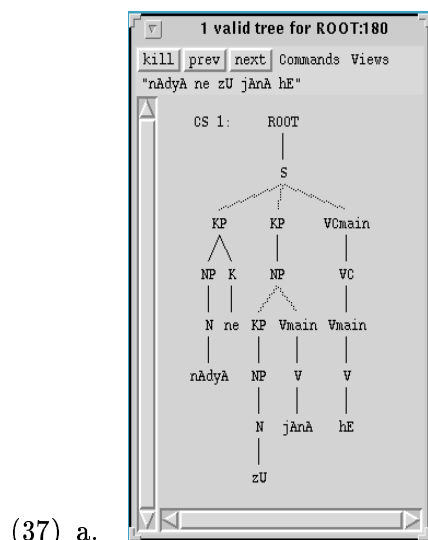 1 valid tree for ROOT:180
kill prev next Commands Views
"nAdyA ne zU jAnA hE"
CS 1: ROOT
S
KP KP VCmain
NP K NP VC
N ne KP Vmain Vmain
nAdyA NP V V
N jAnA hE
zU
(37) a.